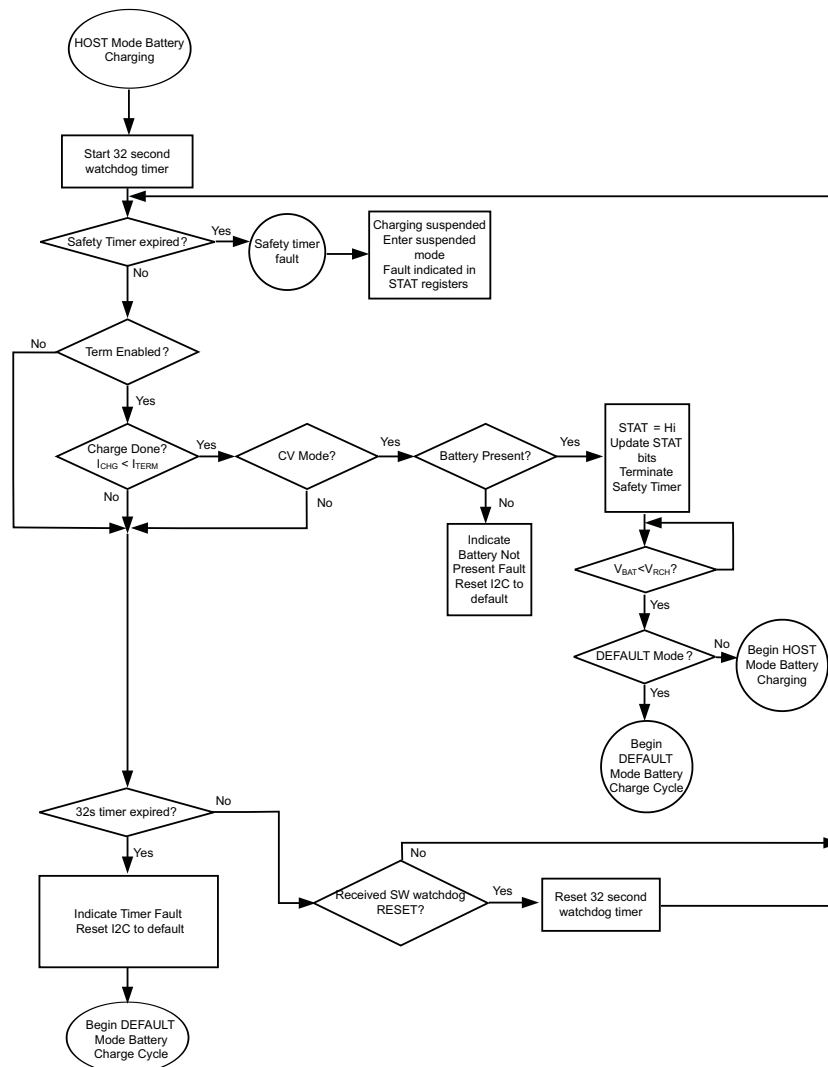 HOST Mode Battery
Charging
Start 32 second
watchdog timer
Safety Timer expired?
Yes
Safety timer
fault
Charging suspended
Enter suspended
mode
Fault indicated in
STAT registers
No
Term Enabled?
No
Yes
Charge Done?
ICHG < ITERM
Yes
CV Mode?
Yes
Battery Present?
Yes
STAT = Hi
Update STAT
bits
Terminate
Safety Timer
No
No
No
Indicate
Battery Not
Present Fault
Reset I2C to
default
VBAT<VRCH?
Yes
DEFAULT Mode?
No
Begin HOST
Mode Battery
Charging
Yes
Begin
DEFAULT
Mode Battery
Charge Cycle
32s timer expired?
No
Yes
No
Received SW watchdog
RESET?
Yes
Reset 32 second
watchdog timer
Indicate Timer Fault
Reset I2C to default
Begin DEFAULT
Mode Battery
Charge Cycle